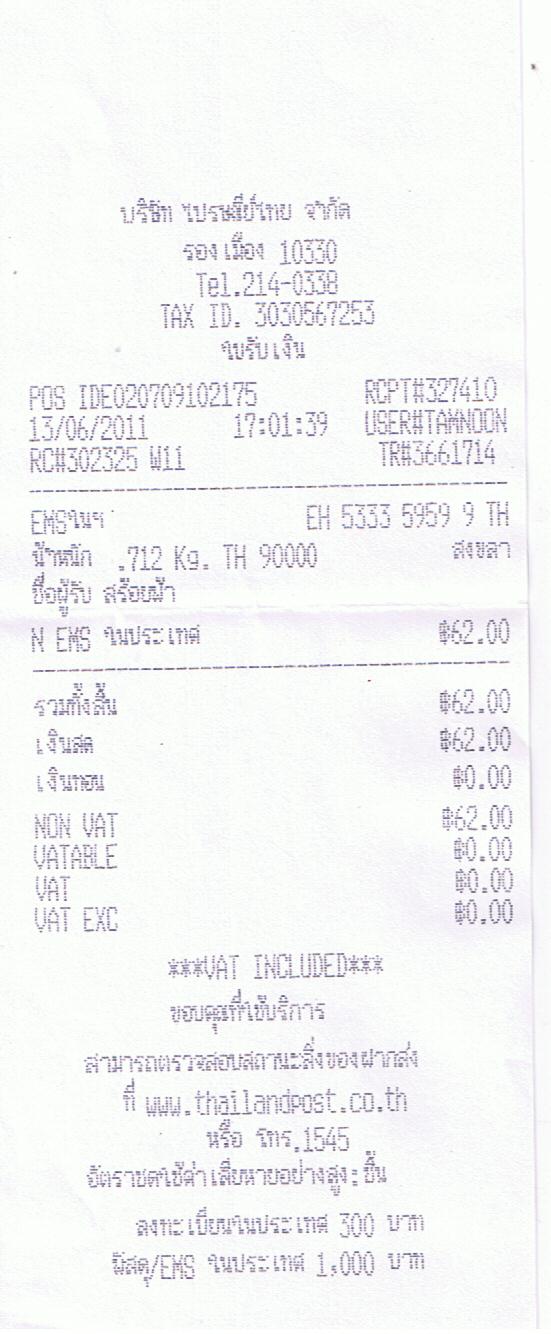 บริษัท ไปรษณีย์ไทย จำกัด
รองเมือง 10330
Tel.214-0338
TAX ID. 3030567253
ใบรับเงิน
POS IDE020709102175 RCPT#327410
13/06/2011 17:01:39 USER#TAMNOON
RC#302325 W11 TR#3661714
EMSในฯ EH 5333 5959 9 TH
น้ำหนัก .712 Kg. TH 90000 สงขลา
ชื่อผู้รับ สร้อยฟ้า
N EMS ในประเทศ ฿62.00
รวมทั้งสิ้น ฿62.00
เงินสด ฿62.00
เงินทอน ฿0.00
NON VAT ฿62.00
VATABLE ฿0.00
VAT ฿0.00
VAT EXC ฿0.00
***VAT INCLUDED***
ขอบคุณที่ใช้บริการ
สามารถตรวจสอบสถานะสิ่งของฝากส่ง
ที่ www.thailandpost.co.th
หรือ โทร.1545
อัตราชดใช้ค่าเสียหายอย่างสูง:ชิ้น
ลงทะเบียนในประเทศ 300 บาท
พัสดุ/EMS ในประเทศ 1,000 บาท